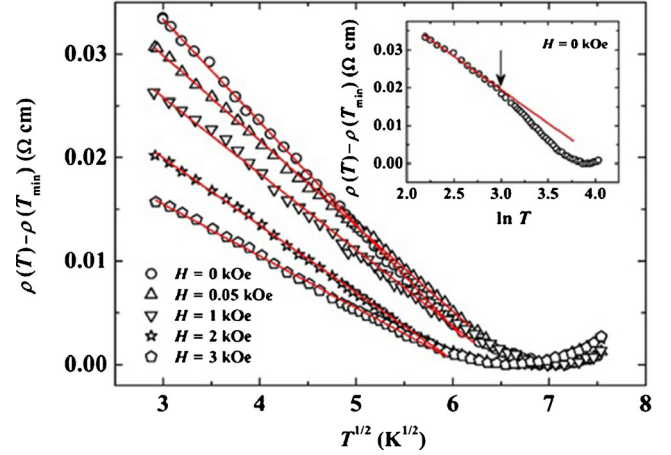 0.03
0.02
0.01
0.00
ρ(T)–ρ(Tmin) (Ω cm)
3 4 5 6 7 8
T^1/2 (K^1/2)
H = 0 kOe
H = 0.05 kOe
H = 1 kOe
H = 2 kOe
H = 3 kOe
H = 0 kOe
0.03
0.02
0.01
0.00
ρ(T)–ρ(Tmin) (Ω cm)
2.0 2.5 3.0 3.5 4.0
ln T